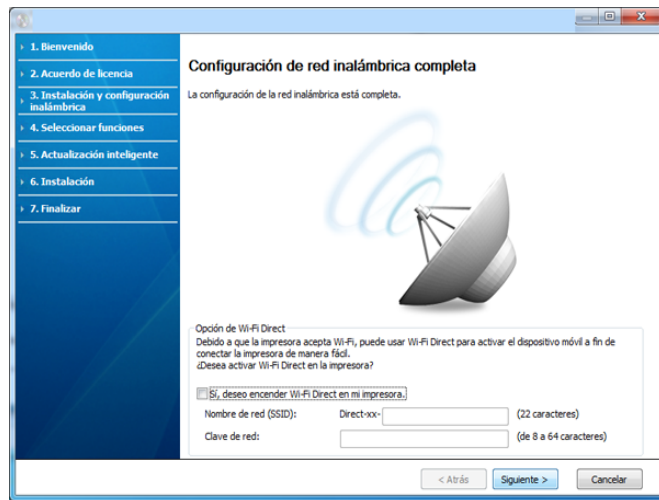 1. Bienvenido
2. Acuerdo de licencia
3. Instalación y configuración
inalámbrica
4. Seleccionar funciones
5. Actualización inteligente
6. Instalación
7. Finalizar
Configuración de red inalámbrica completa
La configuración de la red inalámbrica está completa.
Opción de Wi-Fi Direct
Debido a que la impresora acepta Wi-Fi, puede usar Wi-Fi Direct para activar el dispositivo móvil a fin de
conectar la impresora de manera fácil.
¿Desea activar Wi-Fi Direct en la impresora?
Sí, deseo encender Wi-Fi Direct en mi impresora.
Nombre de red (SSID): Direct-xx- (22 caracteres)
Clave de red: (de 8 a 64 caracteres)
< Atrás Siguiente > Cancelar